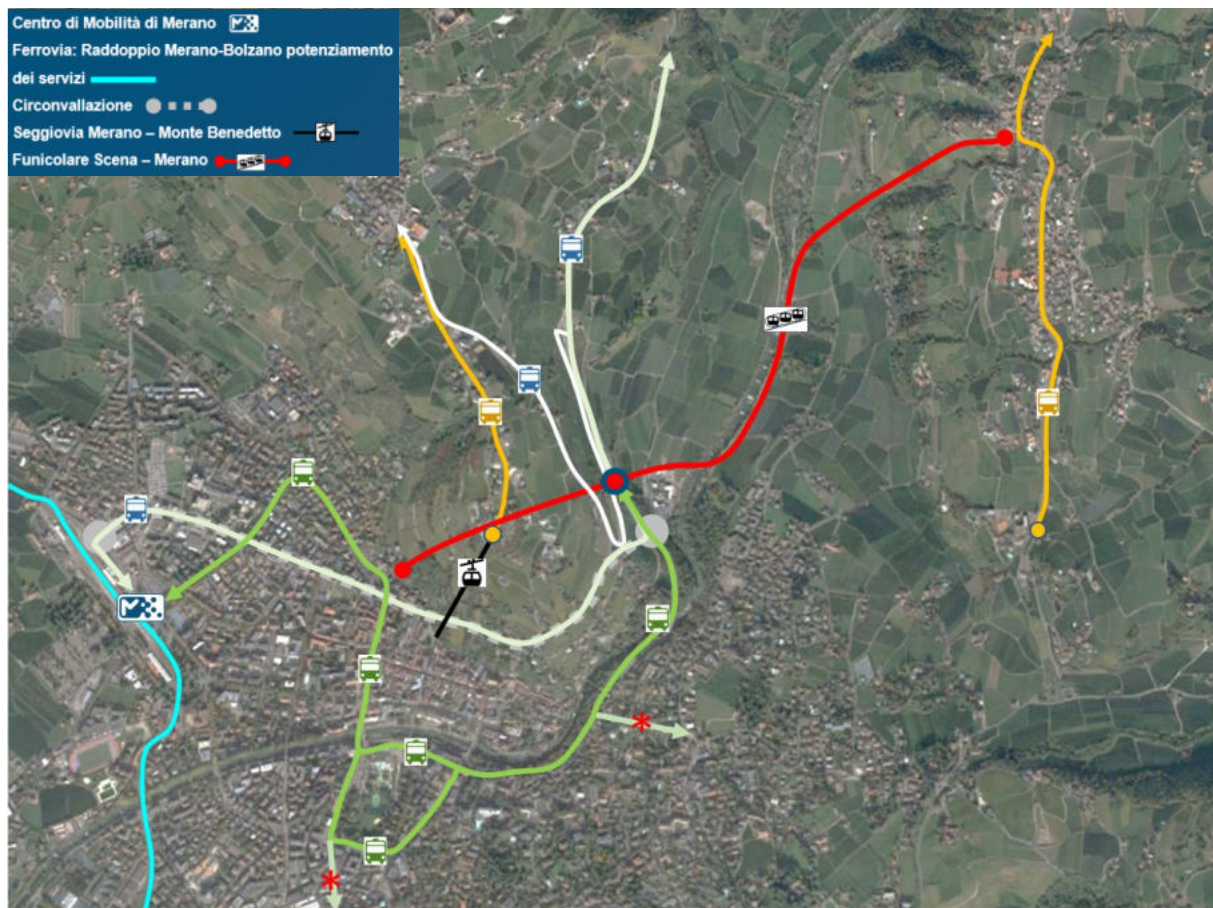 Centro di Mobilità di Merano
Ferrovia: Raddoppio Merano-Bolzano potenziamento
dei servizi
Circonvallazione
Seggiovia Merano – Monte Benedetto
Funicolare Scena – Merano